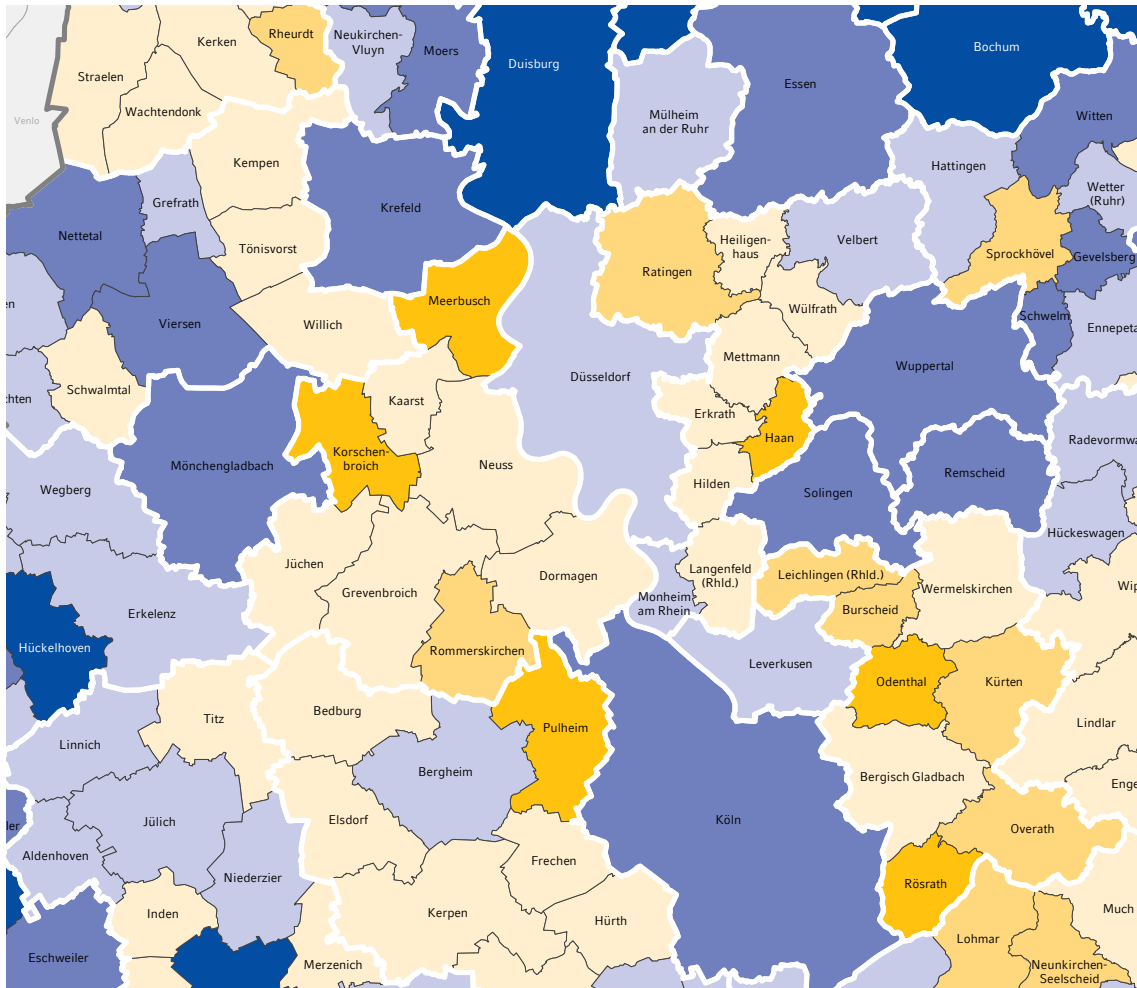 Kerken
Rheurdt
Neukirchen-
Vluyn
Moers
Duisburg
Bochum
Straelen
Essen
Wachtendonk
Venlo
Mülheim
an der Ruhr
Witten
Kempen
Hattingen
Wetter
(Ruhr)
Grefrath
Krefeld
Nettetal
Tönisvorst
Heiligen-
haus
Velbert
Sprockhövel
Gevelsberg
Ratingen
en
Meerbusch
Viersen
Willich
Wülfrath
Schwelm
Ennepeta
Mettmann
Wuppertal
Düsseldorf
Schwalmtal
chten
Kaarst
Erkrath
Haan
Radevormwa
Korschen-
broich
Mönchengladbach
Neuss
Remscheid
Wegberg
Hilden
Solingen
Hückeswagen
Jüchen
Dormagen
Langenfeld
(Rhld.)
Leichlingen (Rhld.)
Wermelskirchen
Wip
Grevenbroich
Monheim
am Rhein
Burscheid
Erkelenz
Hückelhoven
Rommerskirchen
Leverkusen
Odenthal
Kürten
Titz
Bedburg
Pulheim
Lindlar
Linnich
Bergheim
Bergisch Gladbach
Enge
Elsdorf
Köln
Jülich
ler
Overath
Aldenhoven
Frechen
Niederzier
Rösrath
Inden
Kerpen
Hürth
Much
Lohmar
Eschweiler
Merzenich
Neunkirchen-
Seelscheid